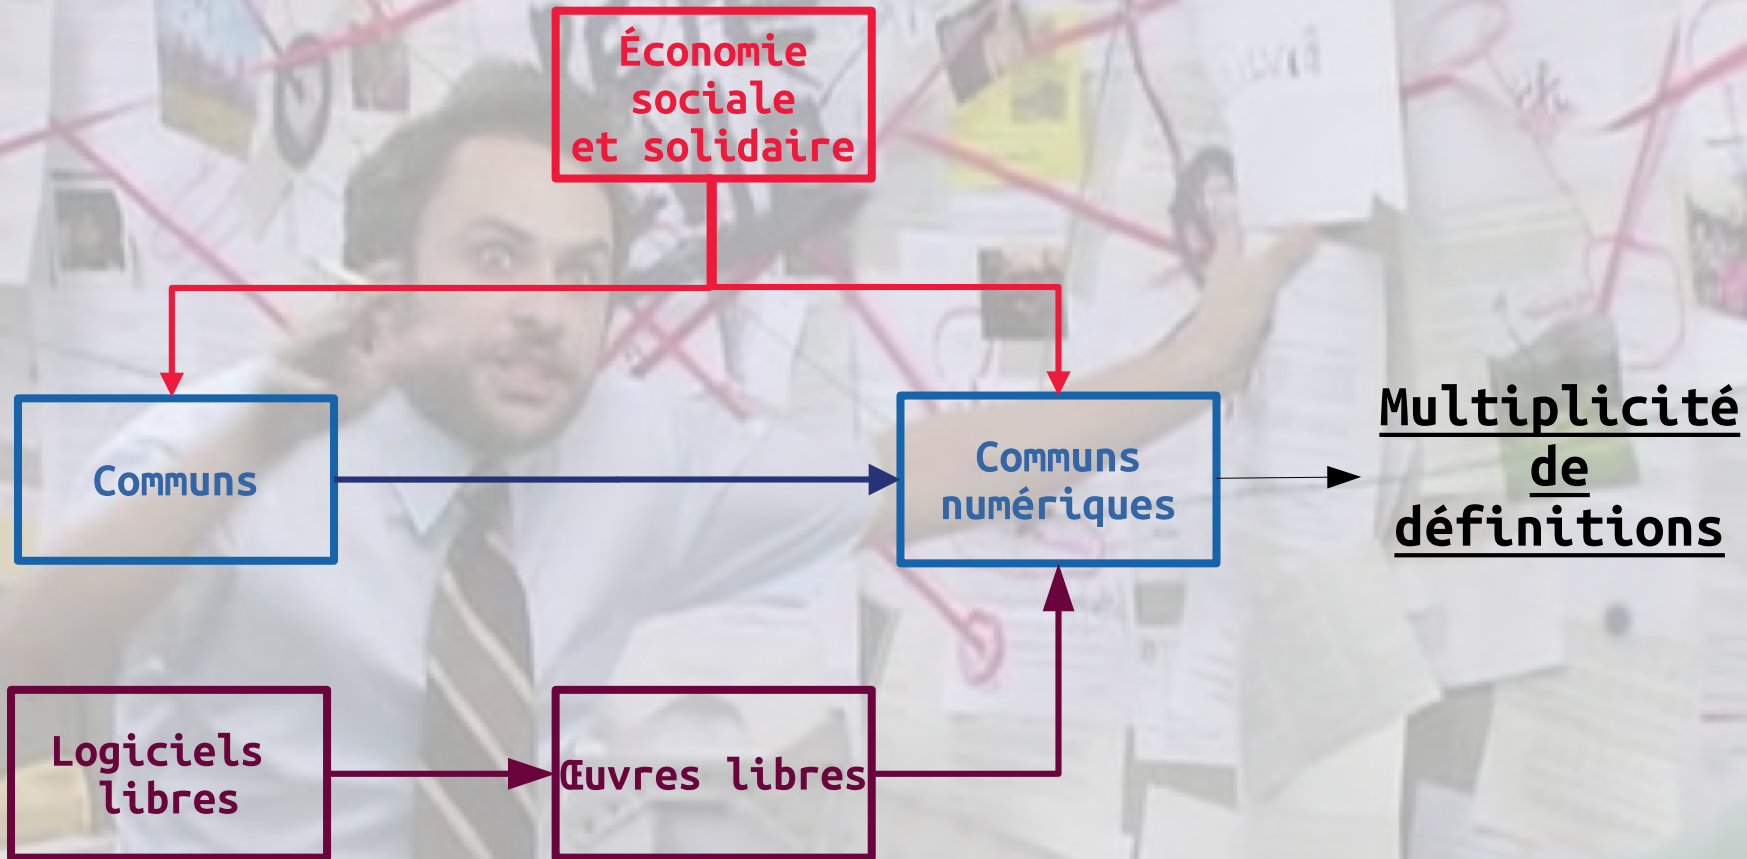 Économie
sociale
et solidaire
Communs
Communs
numériques
Multiplicité
de
définitions
Logiciels
libres
Œuvres libres